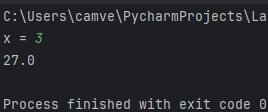 C:\Users\camve\PycharmProjects\La
x = 3
27.0
Process finished with exit code 0